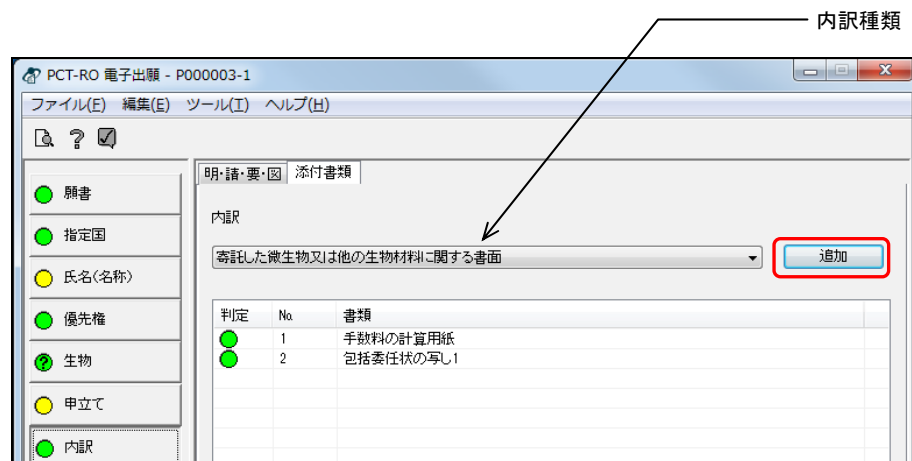 内訳種類
PCT-RO 電子出願 - P000003-1
ファイル(F) 編集(E) ツール(T) ヘルプ(H)
明・請・要・図 添付書類
願書
内訳
指定国
寄託した微生物又は他の生物材料に関する書面 追加
氏名(名称)
判定 No. 書類
優先権
1 手数料の計算用紙
2 包括委任状の写し1
生物
申立て
内訳